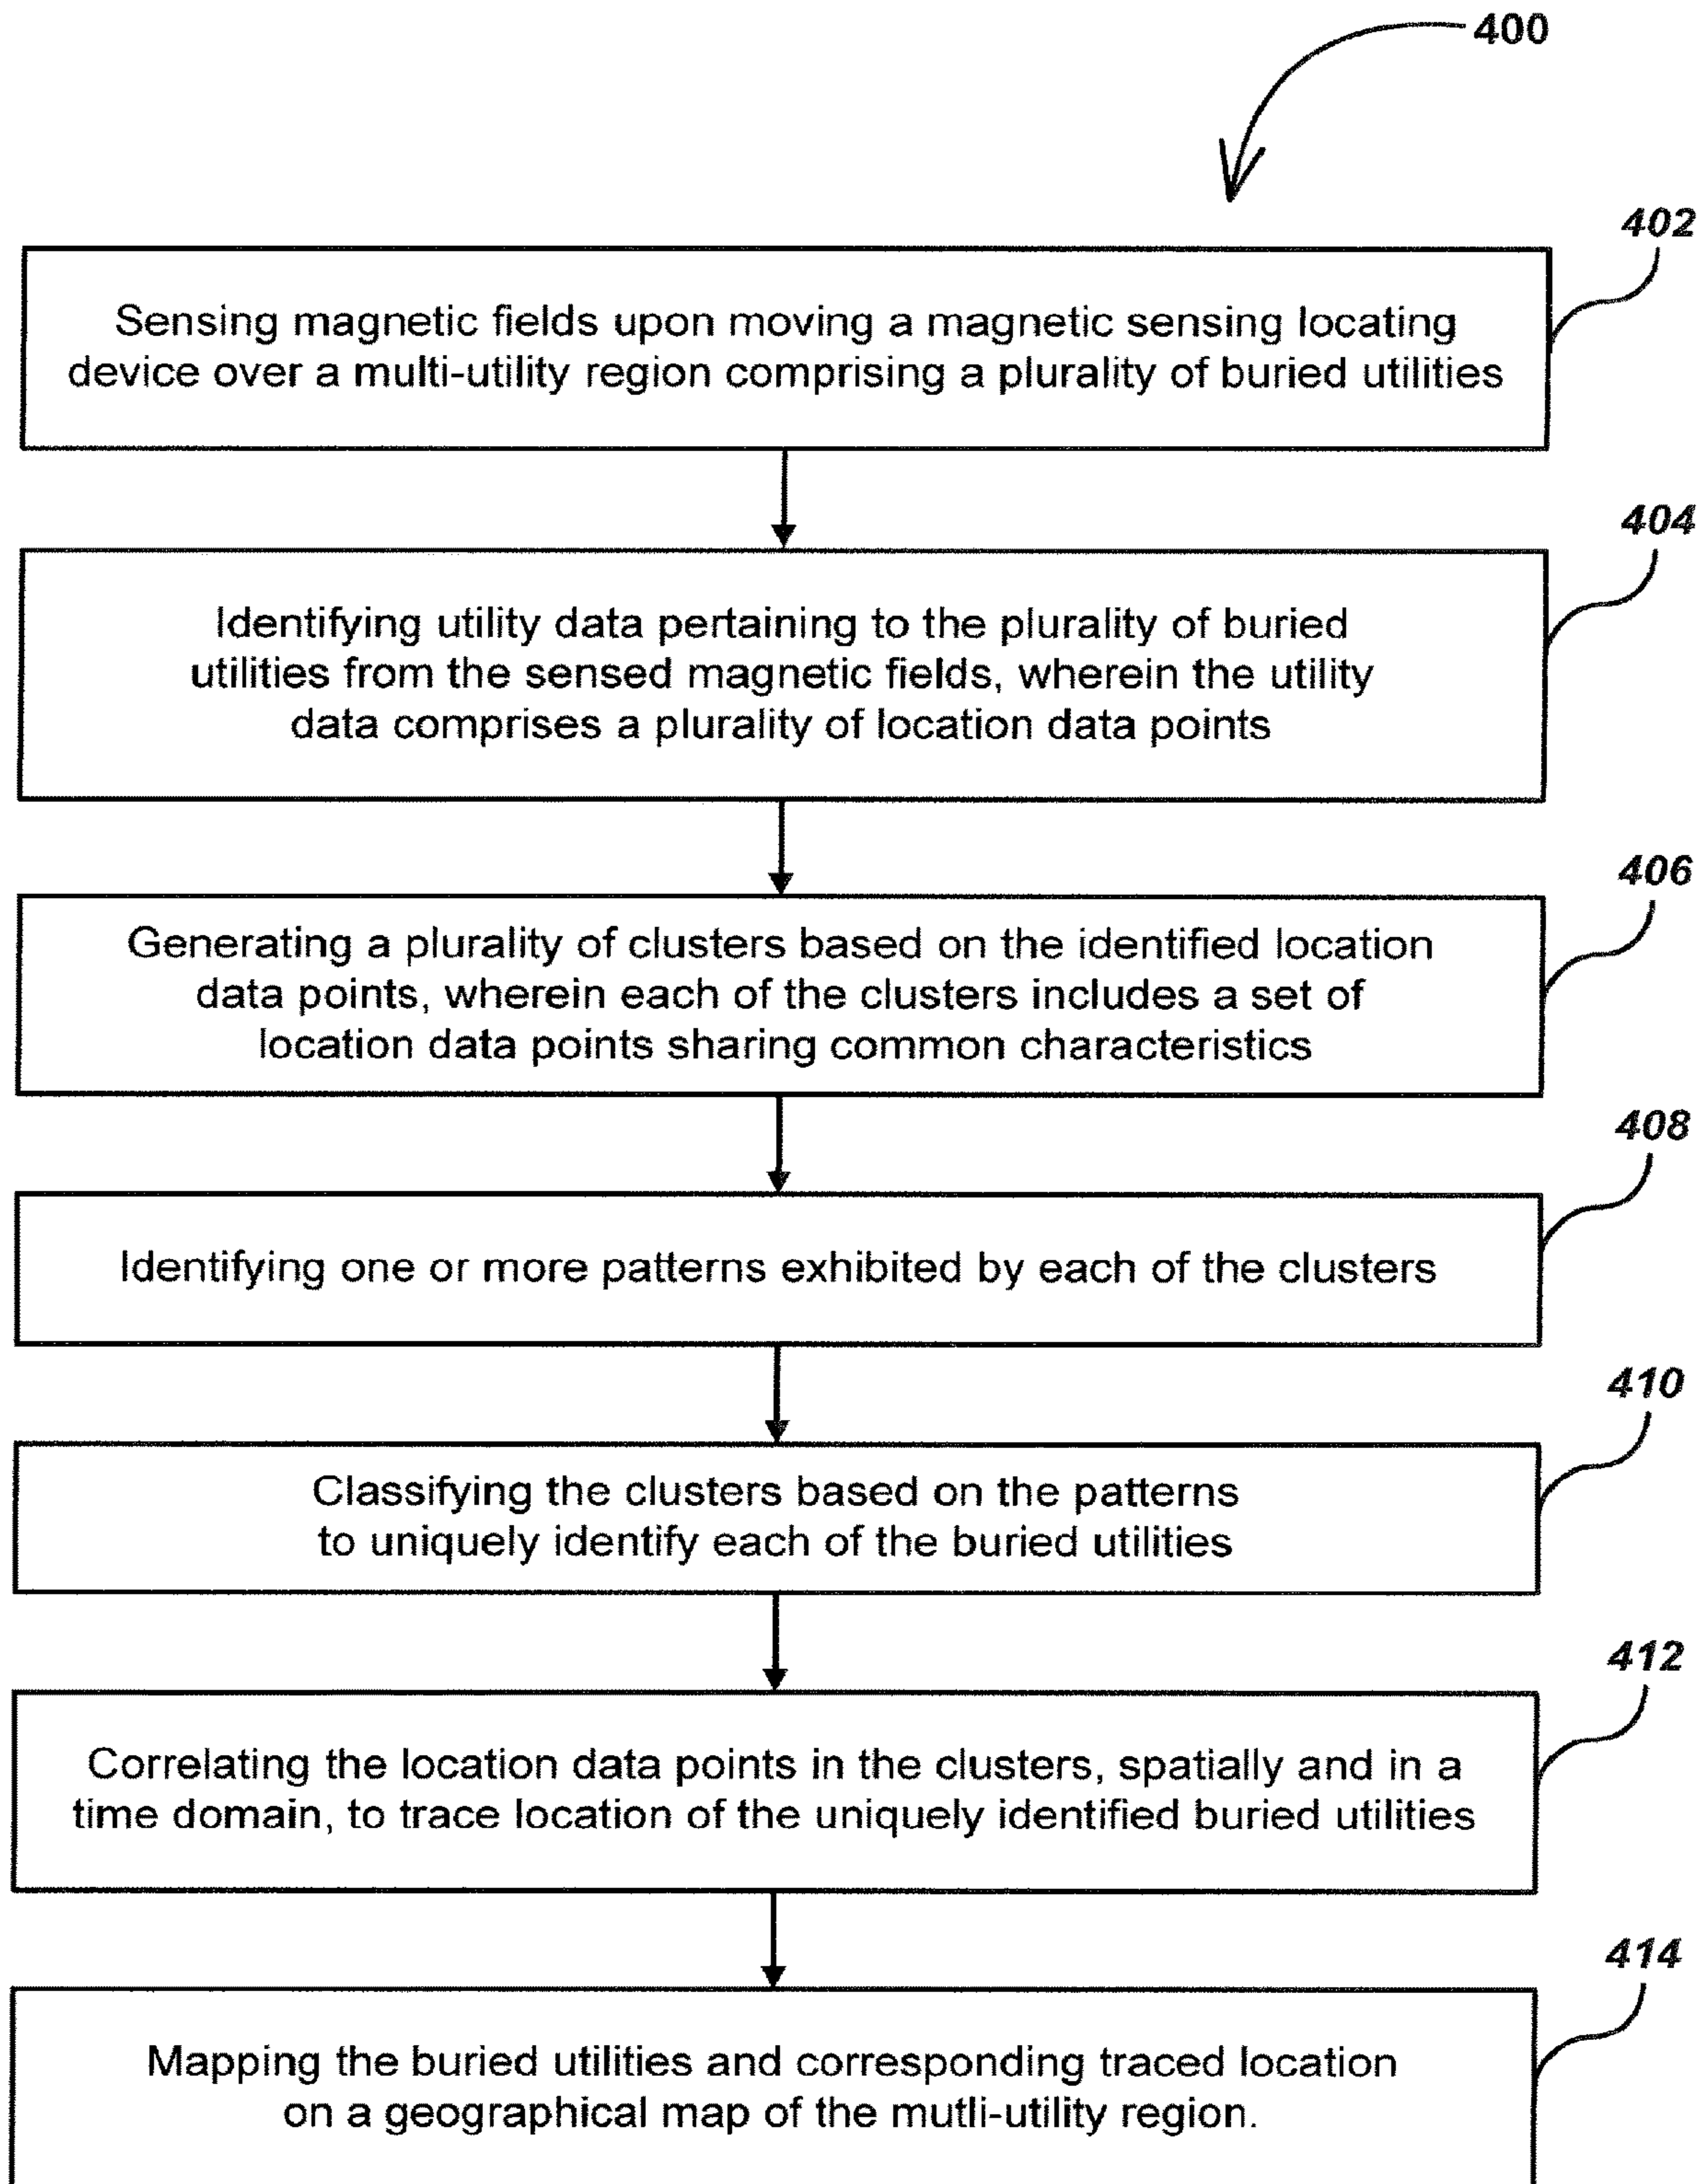 400
402
Sensing magnetic fields upon moving a magnetic sensing locating
device over a multi-utility region comprising a plurality of buried utilities
404
Identifying utility data pertaining to the plurality of buried
utilities from the sensed magnetic fields, wherein the utility
data comprises a plurality of location data points
406
Generating a plurality of clusters based on the identified location
data points, wherein each of the clusters includes a set of
location data points sharing common characteristics
408
Identifying one or more patterns exhibited by each of the clusters
410
Classifying the clusters based on the patterns
to uniquely identify each of the buried utilities
412
Correlating the location data points in the clusters, spatially and in a
time domain, to trace location of the uniquely identified buried utilities
414
Mapping the buried utilities and corresponding traced location
on a geographical map of the mutli-utility region.